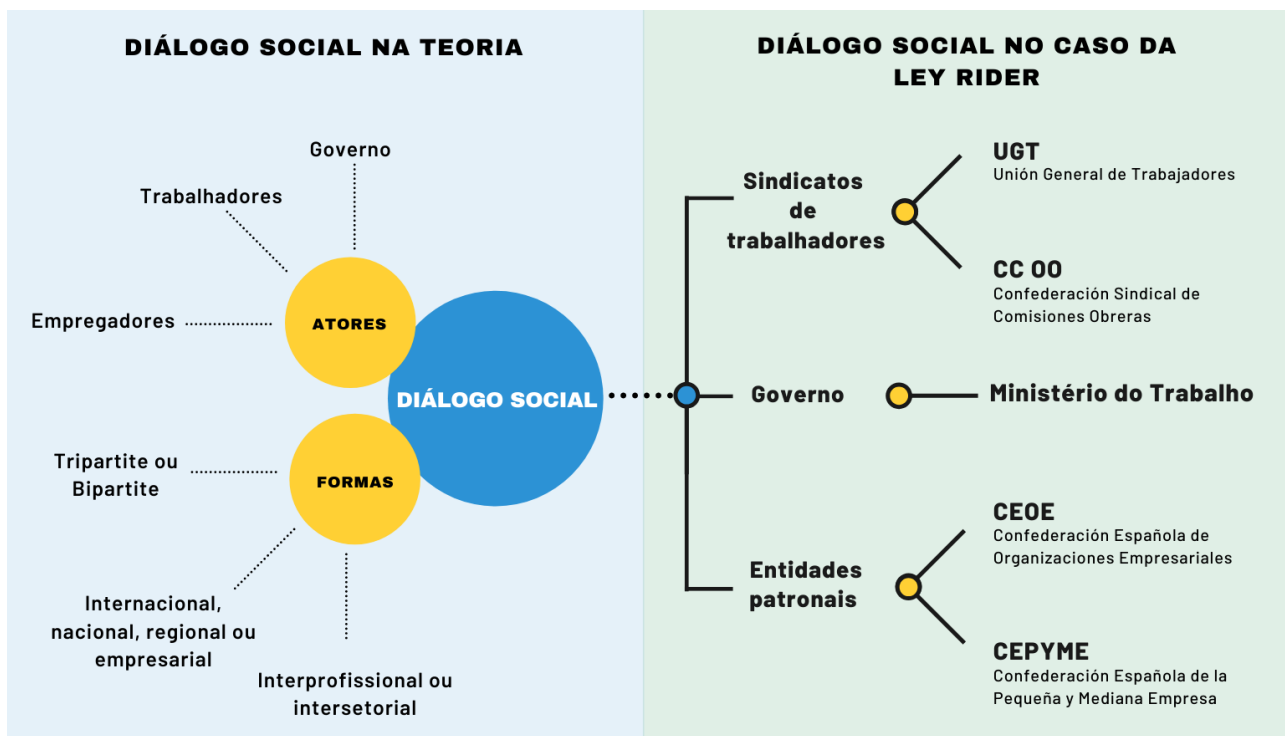 DIÁLOGO SOCIAL NA TEORIA
Governo
Trabalhadores
Empregadores
ATORES
DIÁLOGO SOCIAL
FORMAS
Tripartite ou
Bipartite
Internacional,
nacional, regional ou
empresarial
Interprofissional ou
intersetorial
DIÁLOGO SOCIAL NO CASO DA
LEY RIDER
Sindicatos
de
trabalhadores
UGT
Unión General de Trabajadores
CC OO
Confederación Sindical de
Comisiones Obreras
Governo
Ministério do Trabalho
Entidades
patronais
CEOE
Confederación Española de
Organizaciones Empresariales
CEPYME
Confederación Española de la
Pequeña y Mediana Empresa